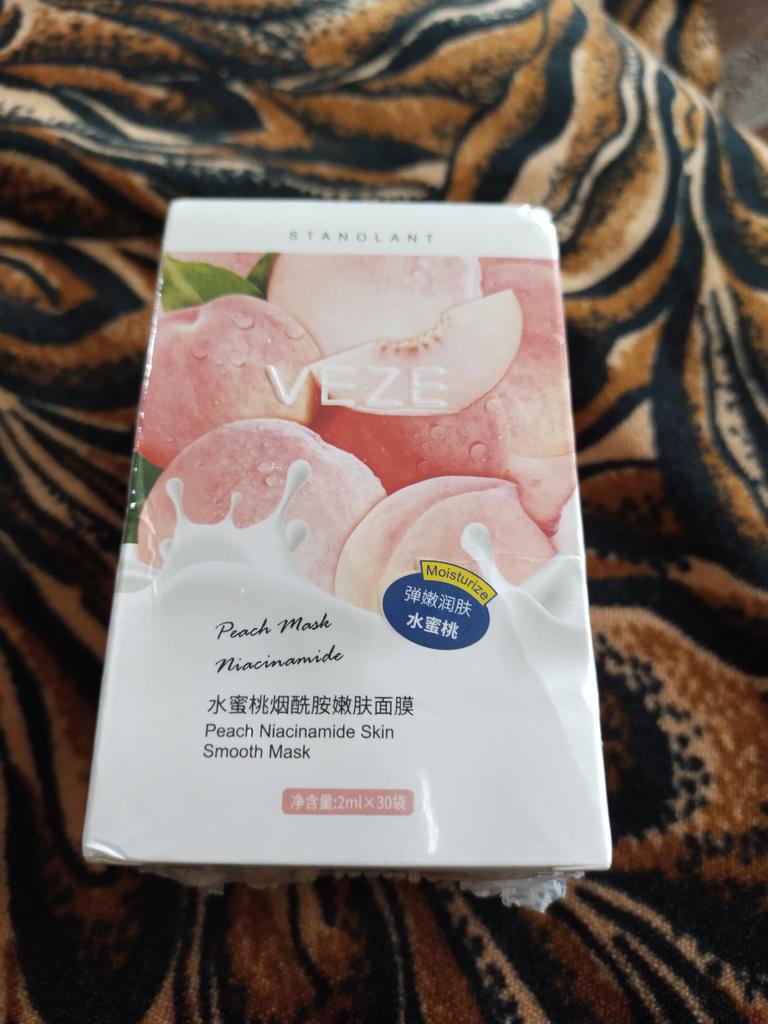 STANOLANT
VEZE
Moisturize
弹嫩润肤
水蜜桃
Peach Mask
Niacinamide
水蜜桃烟酰胺嫩肤面膜
Peach Niacinamide Skin
Smooth Mask
净含量:2ml×30袋